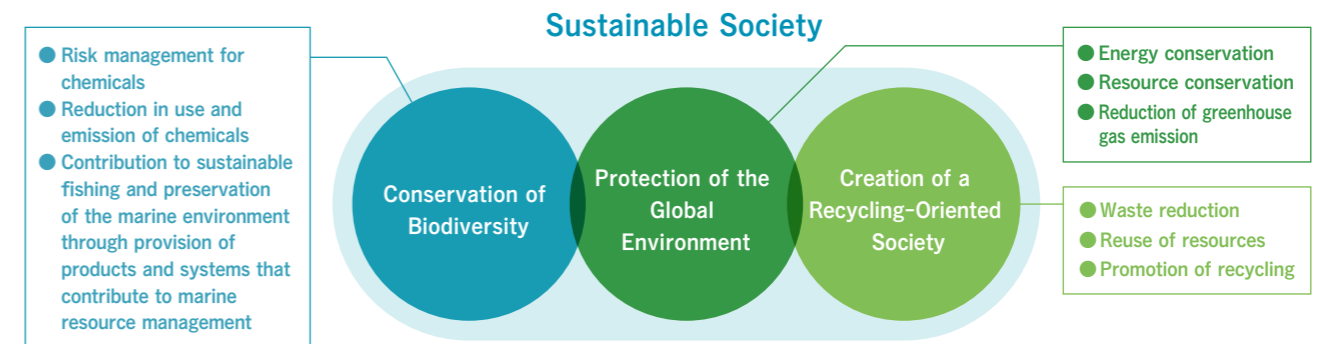 Sustainable Society
● Risk management for
chemicals
● Reduction in use and
emission of chemicals
● Contribution to sustainable
fishing and preservation
of the marine environment
through provision of
products and systems that
contribute to marine
resource management
Conservation of
Biodiversity
Protection of the
Global
Environment
Creation of a
Recycling-Oriented
Society
● Energy conservation
● Resource conservation
● Reduction of greenhouse
gas emission
● Waste reduction
● Reuse of resources
● Promotion of recycling